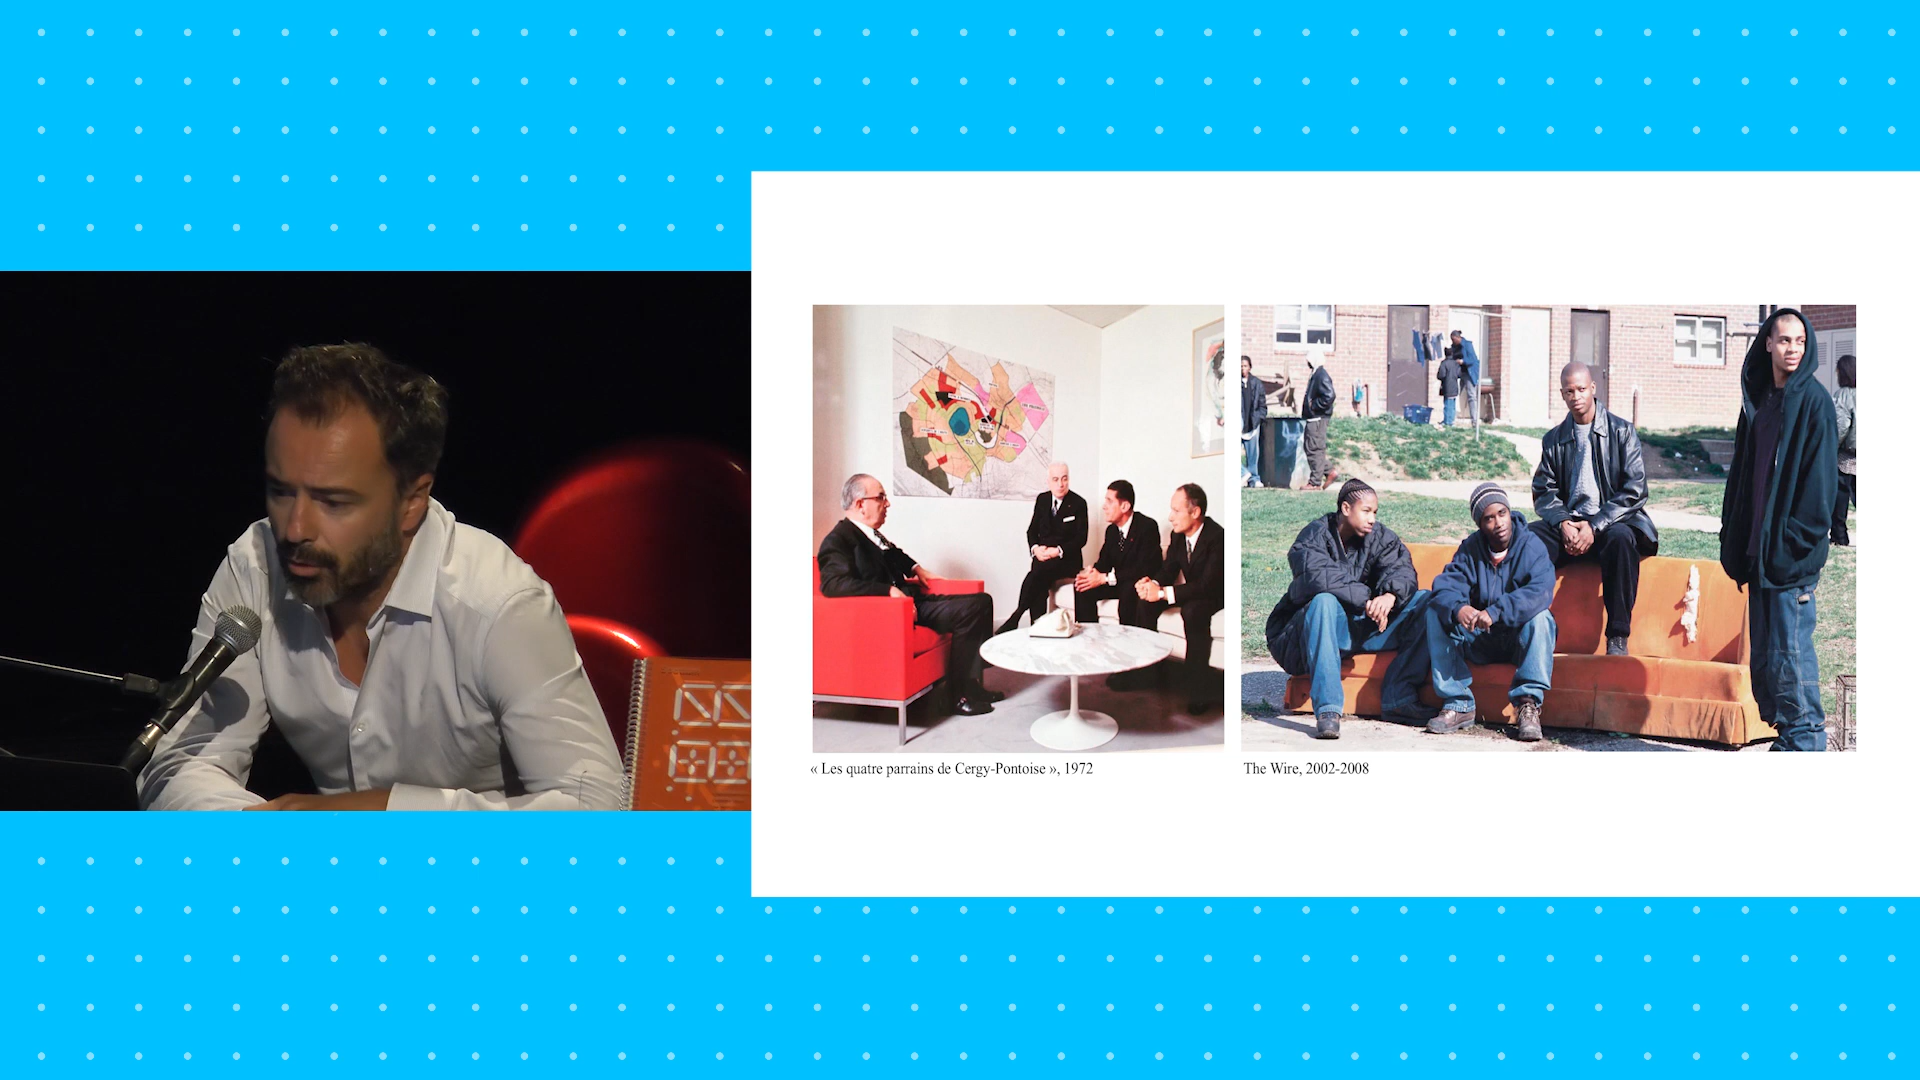 « Les quatre parrains de Cergy-Pontoise », 1972
The Wire, 2002-2008